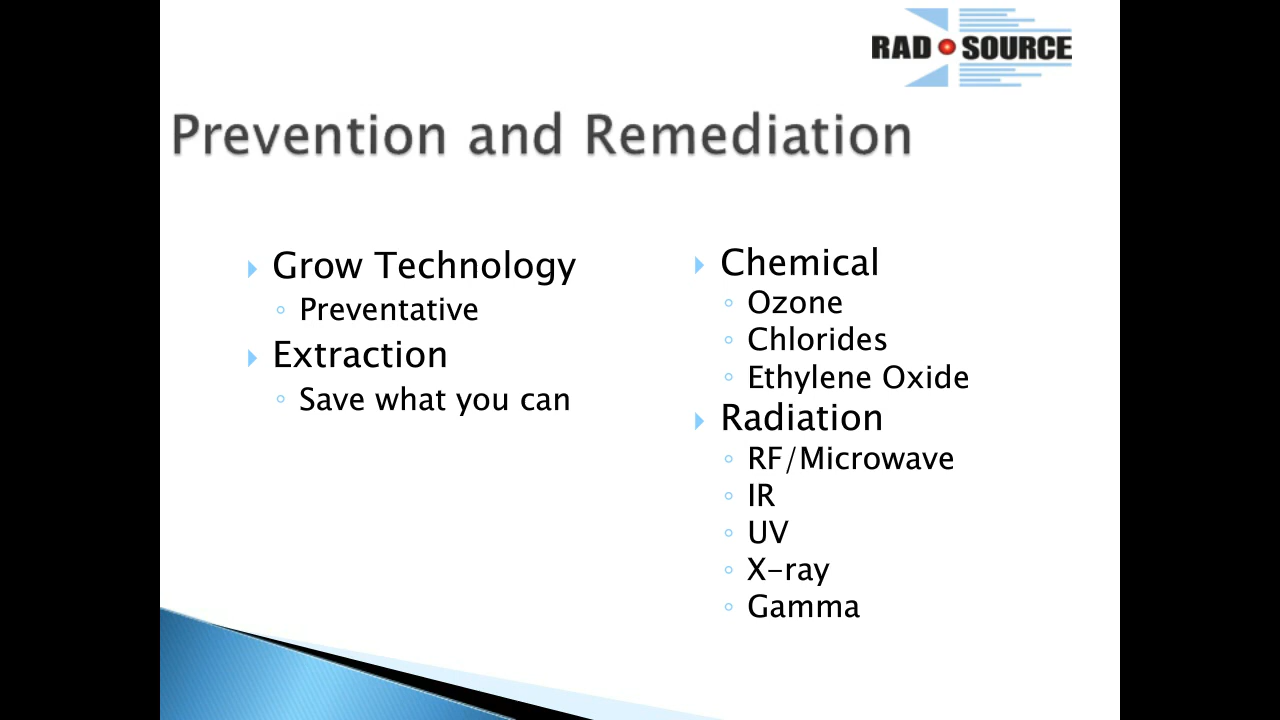 RAD SOURCE
Prevention and Remediation
Grow Technology
Preventative
Extraction
Save what you can
Chemical
Ozone
Chlorides
Ethylene Oxide
Radiation
RF/Microwave
IR
UV
X-ray
Gamma